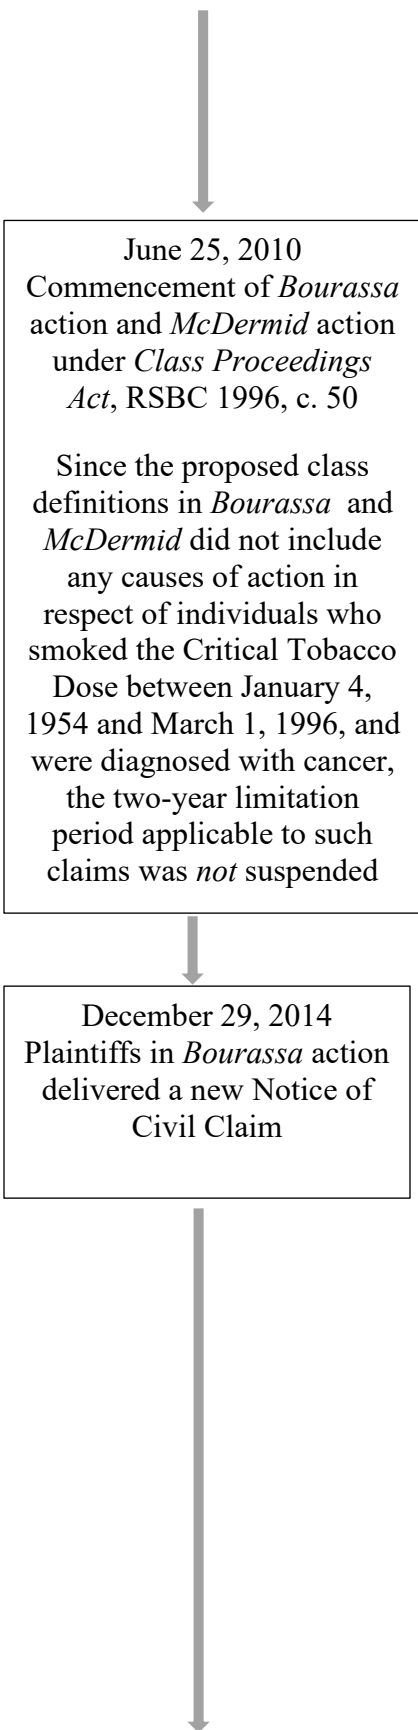 June 25, 2010
Commencement of Bourassa
action and McDermid action
under Class Proceedings
Act, RSBC 1996, c. 50
Since the proposed class
definitions in Bourassa and
McDermid did not include
any causes of action in
respect of individuals who
smoked the Critical Tobacco
Dose between January 4,
1954 and March 1, 1996, and
were diagnosed with cancer,
the two-year limitation
period applicable to such
claims was not suspended
December 29, 2014
Plaintiffs in Bourassa action
delivered a new Notice of
Civil Claim